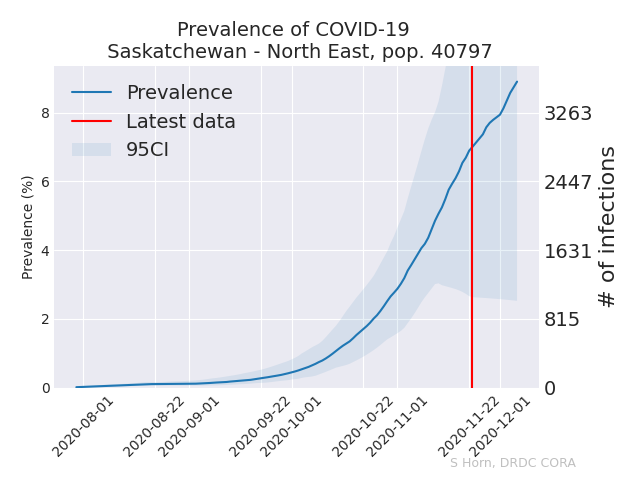 Prevalence of COVID-19
Saskatchewan - North East, pop. 40797
Prevalence
Latest data
95CI
Prevalence (%)
8
6
4
2
0
3263
2447
1631
815
0
# of infections
2020-08-01
2020-08-22
2020-09-01
2020-09-22
2020-10-01
2020-10-22
2020-11-01
2020-11-22
2020-12-01
S Horn, DRDC CORA